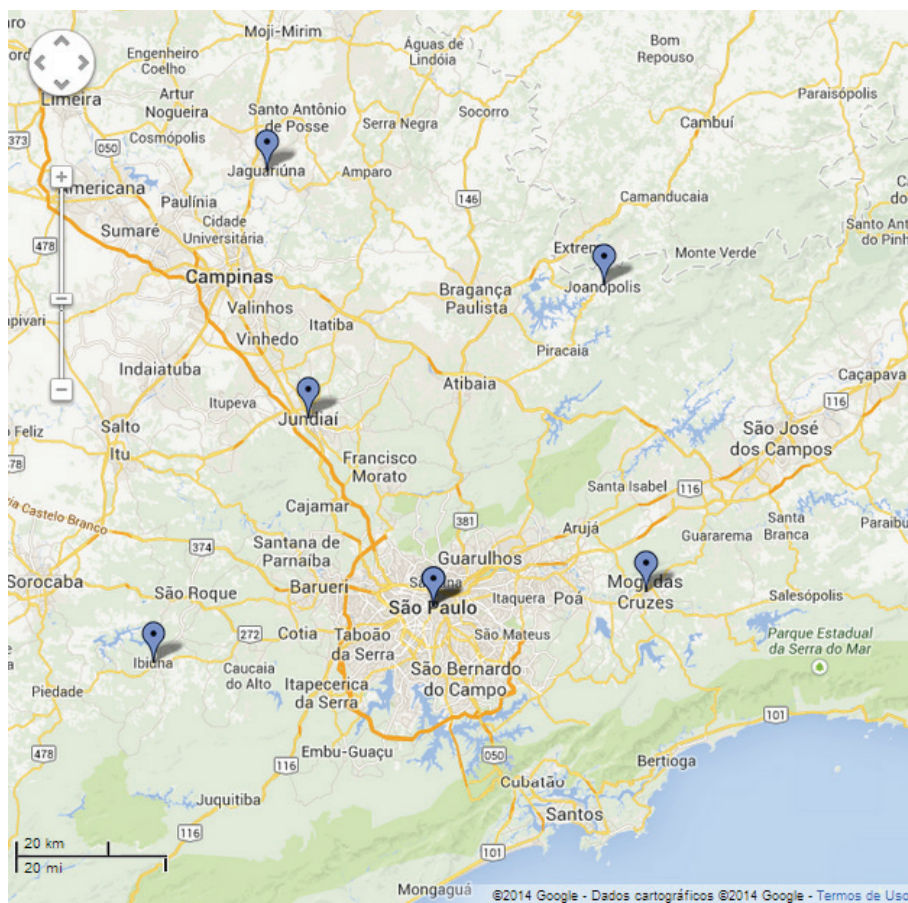 Moji-Mirim
Águas de
Lindóia
Bom
Repouso
Engenheiro
Coelho
Limeira
Artur
Nogueira
Santo Antônio
de Posse
Socorro
Paraisópolis
373
050
Cosmópolis
Serra Negra
Cambuí
Jaguariúna
Amparo
Americana
Paulínia
146
Camanducaia
Sumaré
Cidade
Universitária
478
Extrem
Monte Verde
Santo Ant
do Pinh
Campinas
Bragança
Paulista
Joanópolis
Valinhos
Itatiba
apivari
Vinhedo
Piracaia
Indaiatuba
Atibaia
Caçapava
Itupeva
116
Jundiaí
Salto
Itu
o Feliz
São José
dos Campos
Francisco
Morato
Santa Isabel
116
Cajamar
ia Castelo Branco
374
381
Arujá
Santa
Branca
Paraibu
Guararema
Santana de
Parnaíba
Guarulhos
Sorocaba
Barueri
São Roque
Mogi das
Cruzes
Itaquera
Poá
Salesópolis
São Paulo
272
Cotia
Taboão
da Serra
São Mateus
Parque Estadual
da Serra do Mar
Ibiúna
Caucaia
do Alto
São Bernardo
do Campo
Piedade
Itapecerica
da Serra
101
478
Embu-Guaçu
050
116
Bertioga
Cubatão
Juquitiba
Santos
116
20 km
20 mi
101
Mongaguá
©2014 Google - Dados cartográficos ©2014 Google - Termos de Uso